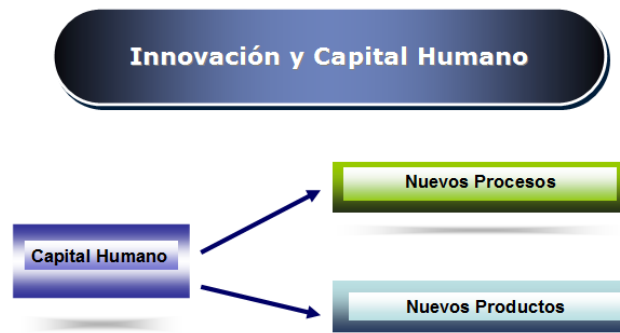 Innovación y Capital Humano
Nuevos Procesos
Capital Humano
Nuevos Productos